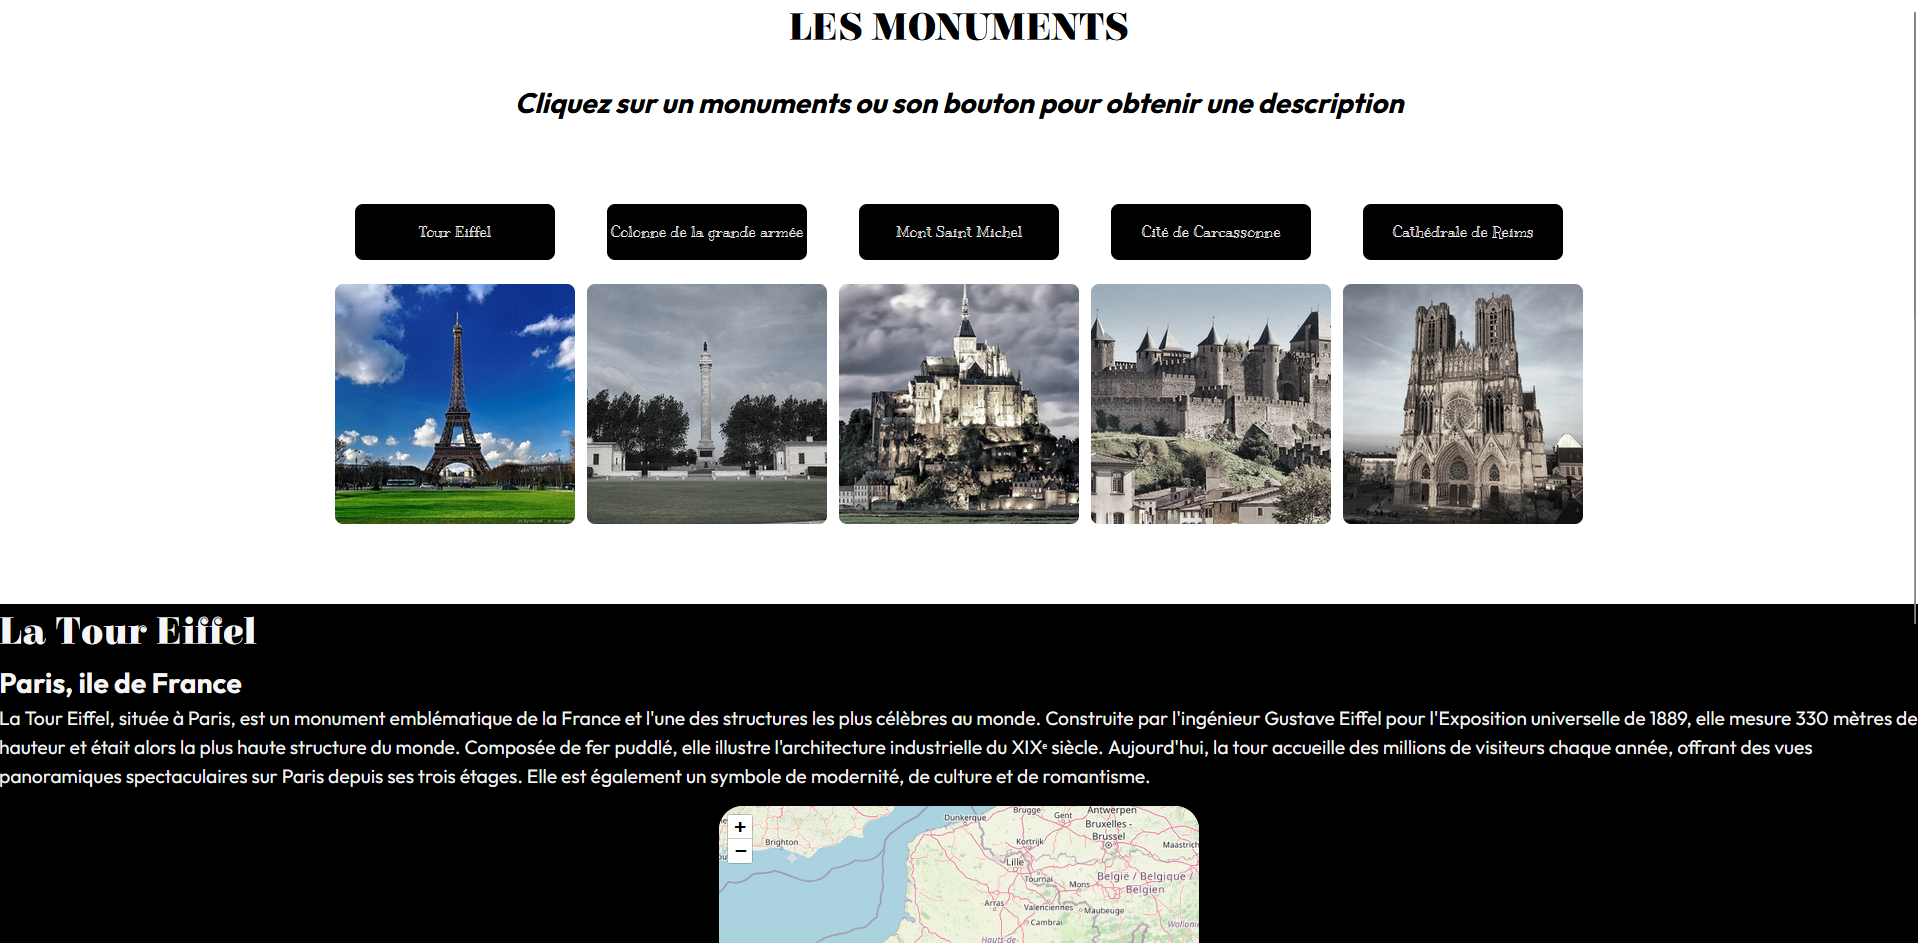 LES MONUMENTS
Cliquez sur un monuments ou son bouton pour obtenir une description
Tour Eiffel
Colonne de la grande armée
Mont Saint Michel
Cité de Carcassonne
Cathédrale de Reims
La Tour Eiffel
Paris, ile de France
La Tour Eiffel, située à Paris, est un monument emblématique de la France et l'une des structures les plus célèbres au monde. Construite par l'ingénieur Gustave Eiffel pour l'Exposition universelle de 1889, elle mesure 330 mètres de
hauteur et était alors la plus haute structure du monde. Composée de fer puddlé, elle illustre l'architecture industrielle du XIXᵉ siècle. Aujourd'hui, la tour accueille des millions de visiteurs chaque année, offrant des vues
panoramiques spectaculaires sur Paris depuis ses trois étages. Elle est également un symbole de modernité, de culture et de romantisme.
+
−
Brighton
Dunkerque
Brugge
Gent
Antwerpen
Bruxelles -
Brussel
Maastrich
Kortrijk
Lille
Tournai
Mons
België / Belgique /
Belgien
Arras
Valenciennes
Maubeuge
Cambrai
Wallonie
Hauts-de-